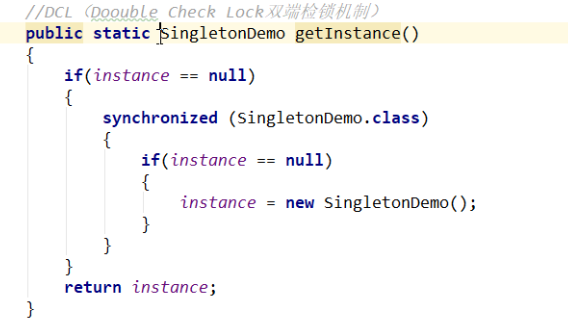 //DCL（Dooouble Check Lock双端检锁机制）
public static SingletonDemo getInstance()
{
if(instance == null)
{
synchronized (SingletonDemo.class)
{
if(instance == null)
{
instance = new SingletonDemo();
}
}
}
return instance;
}